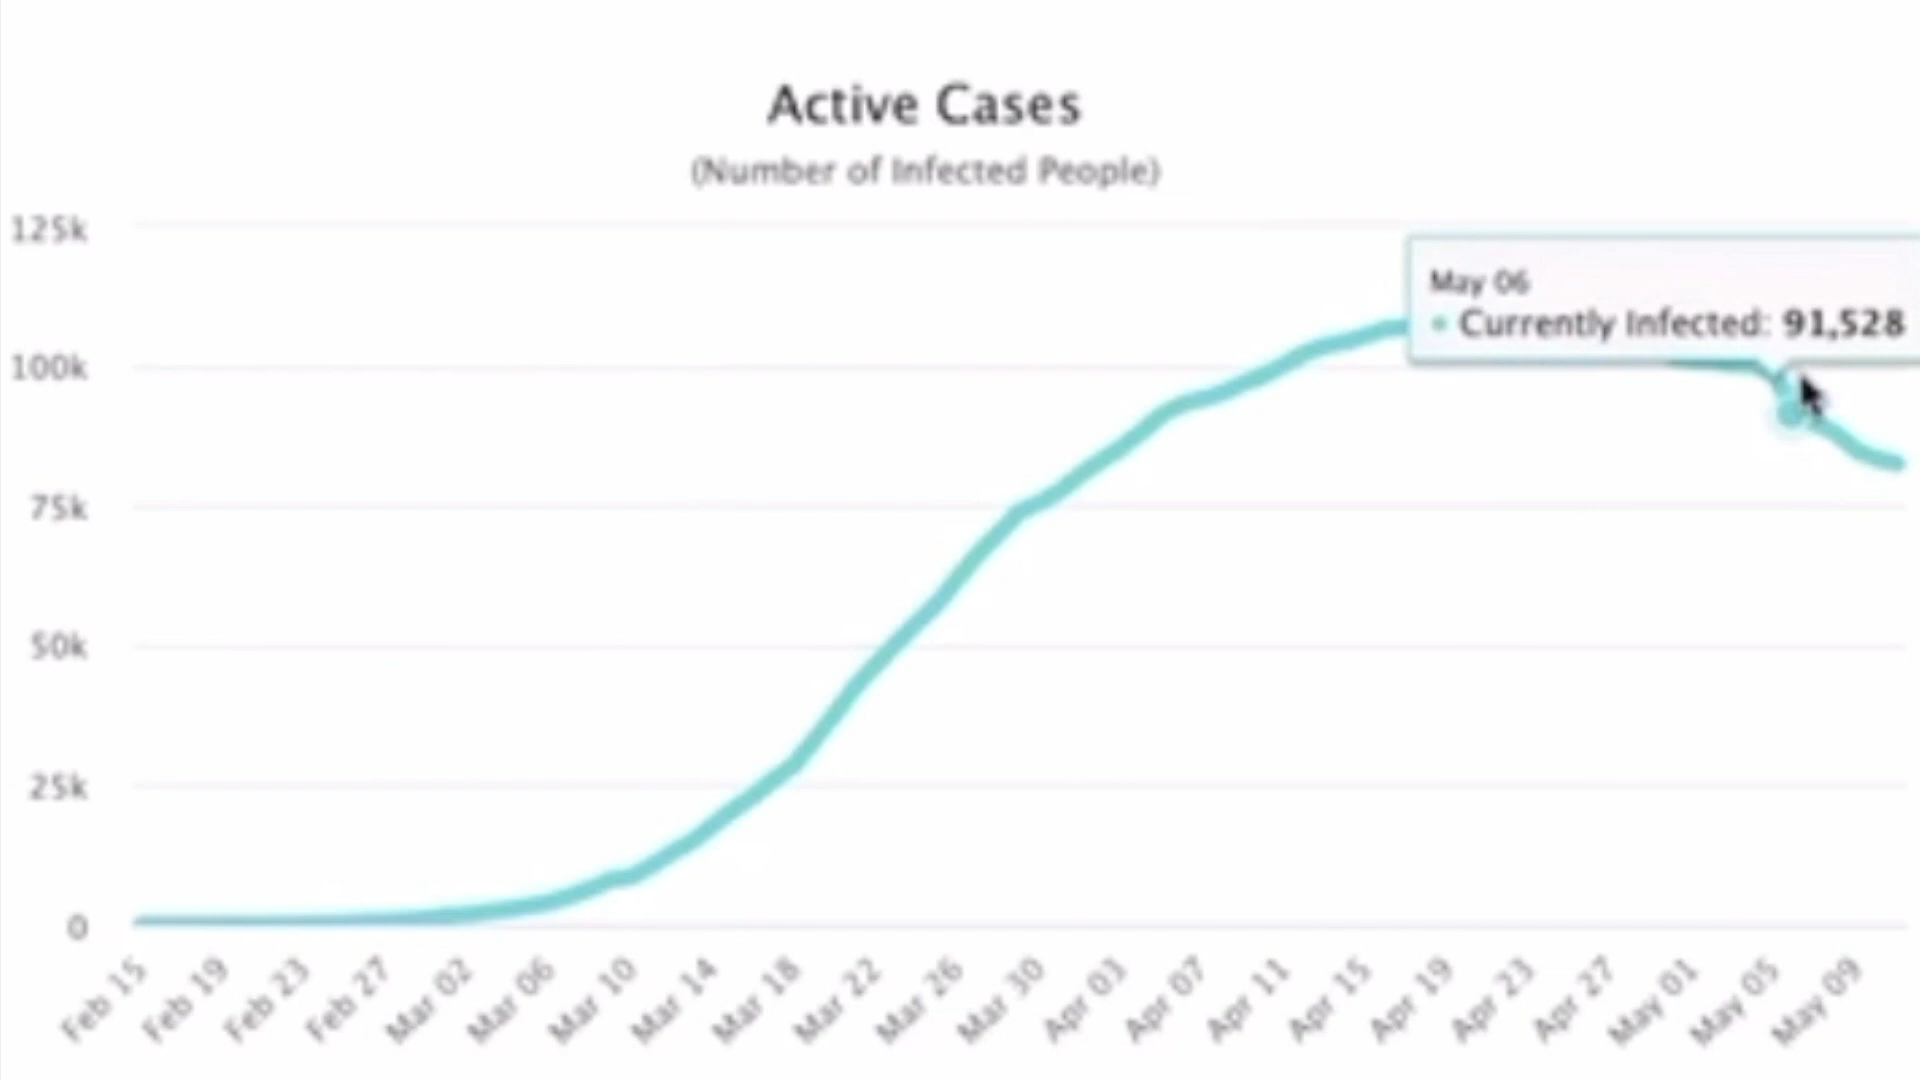 Active Cases
(Number of Infected People)
125k
100k
75k
50k
25k
0
May 06
Currently Infected: 91,528
Feb 15
Feb 19
Feb 23
Feb 27
Mar 02
Mar 06
Mar 10
Mar 14
Mar 18
Mar 22
Mar 26
Mar 30
Apr 03
Apr 07
Apr 11
Apr 15
Apr 19
Apr 23
Apr 27
May 01
May 05
May 09